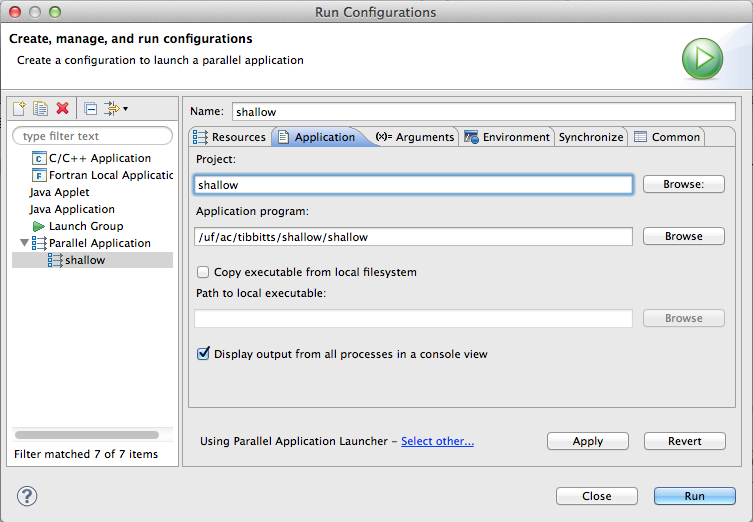 Run Configurations
Create, manage, and run configurations
Create a configuration to launch a parallel application
type filter text
C/C++ Application
Fortran Local Applicatic
Java Applet
Java Application
Launch Group
Parallel Application
shallow
Filter matched 7 of 7 items
Name: shallow
Resources Application (x)= Arguments Environment Synchronize Common
Project:
shallow Browse:
Application program:
/uf/ac/tibbitts/shallow/shallow Browse
Copy executable from local filesystem
Path to local executable:
Browse
Display output from all processes in a console view
Using Parallel Application Launcher - Select other... Apply Revert
? Close Run